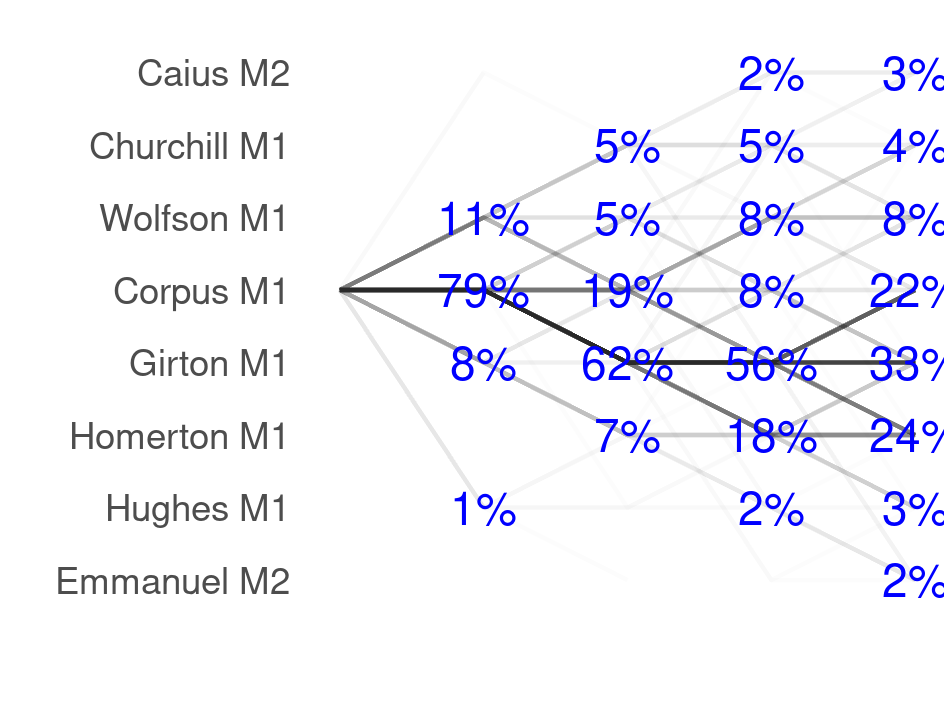 Caius M2 2% 3%
Churchill M1 5% 5% 4%
Wolfson M1 11% 5% 8% 8%
Corpus M1 79% 19% 8% 22%
Girton M1 8% 62% 56% 33%
Homerton M1 7% 18% 24%
Hughes M1 1% 2% 3%
Emmanuel M2 2%